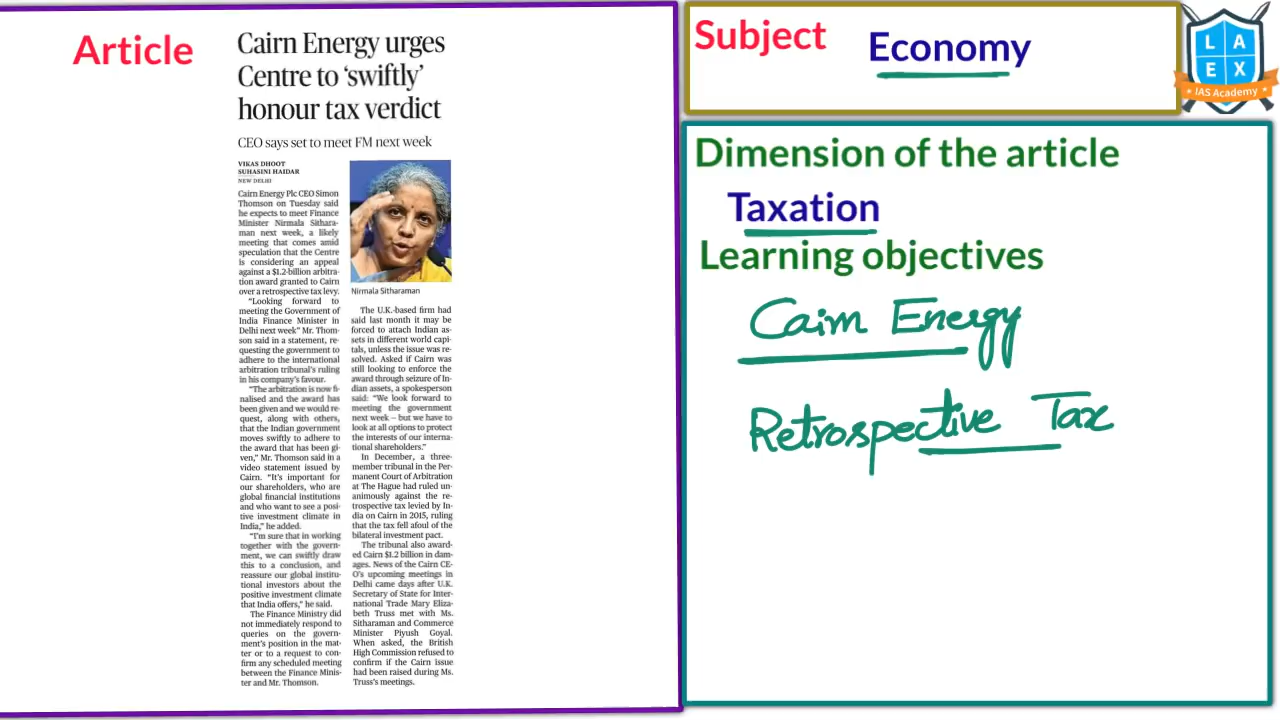 Article
Cairn Energy urges
Centre to ‘swiftly’
honour tax verdict
CEO says set to meet FM next week
VIKAS DHOOT
SUHASINI HAIDAR
NEW DELHI
Cairn Energy Plc CEO Simon
Thomson on Tuesday said
he expects to meet Finance
Minister Nirmala Sithara-
man next week, a likely
meeting that comes amid
speculation that the Centre
is considering an appeal
against a $1.2-billion arbitra-
tion award granted to Cairn
over a retrospective tax levy.
“Looking forward to
meeting the Government of
India Finance Minister in
Delhi next week” Mr. Thom-
son said in a statement, re-
questing the government to
adhere to the international
arbitration tribunal’s ruling
in his company’s favour.
“The arbitration is now fi-
nalised and the award has
been given and we would re-
quest, along with others,
that the Indian government
moves swiftly to adhere to
the award that has been gi-
ven,” Mr. Thomson said in a
video statement issued by
Cairn. “It’s important for
our shareholders, who are
global financial institutions
and who want to see a posi-
tive investment climate in
India,” he added.
“I’m sure that in working
together with the govern-
ment, we can swiftly draw
this to a conclusion, and
reassure our global institu-
tional investors about the
positive investment climate
that India offers,” he said.
The Finance Ministry did
not immediately respond to
queries on the govern-
ment’s position in the mat-
ter or to a request to con-
firm any scheduled meeting
between the Finance Minis-
ter and Mr. Thomson.
Nirmala Sitharaman
The U.K.-based firm had
said last month it may be
forced to attach Indian as-
sets in different world capi-
tals, unless the issue was re-
solved. Asked if Cairn was
still looking to enforce the
award through seizure of In-
dian assets, a spokesperson
said: “We look forward to
meeting the government
next week – but we have to
look at all options to protect
the interests of our interna-
tional shareholders.”
In December, a three-
member tribunal in the Per-
manent Court of Arbitration
at The Hague had ruled un-
animously against the re-
trospective tax levied by In-
dia on Cairn in 2015, ruling
that the tax fell afoul of the
bilateral investment pact.
The tribunal also award-
ed Cairn $1.2 billion in dam-
ages. News of the Cairn CE-
O’s upcoming meetings in
Delhi came days after U.K.
Secretary of State for Inter-
national Trade Mary Eliza-
beth Truss met with Ms.
Sitharaman and Commerce
Minister Piyush Goyal.
When asked, the British
High Commission refused to
confirm if the Cairn issue
had been raised during Ms.
Truss’s meetings.
Subject
Economy
L A
E X
IAS Academy
Dimension of the article
Taxation
Learning objectives
Cairn Energy
Retrospective Tax